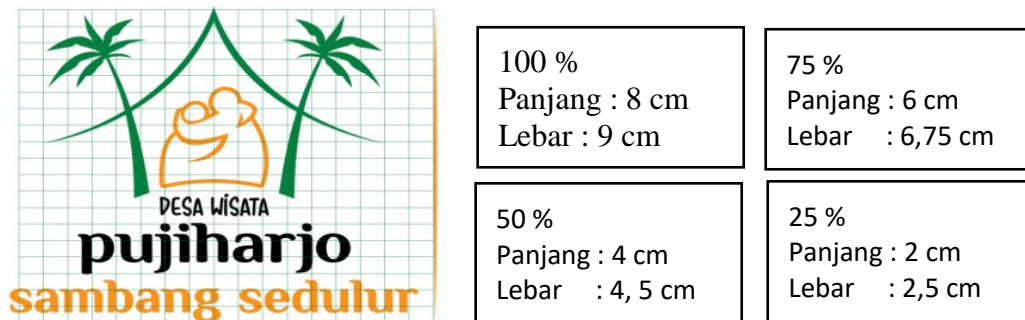 DESA WISATA
pujiharjo
sambang sedulur
100 %
Panjang : 8 cm
Lebar : 9 cm
75 %
Panjang : 6 cm
Lebar : 6,75 cm
50 %
Panjang : 4 cm
Lebar : 4, 5 cm
25 %
Panjang : 2 cm
Lebar : 2,5 cm